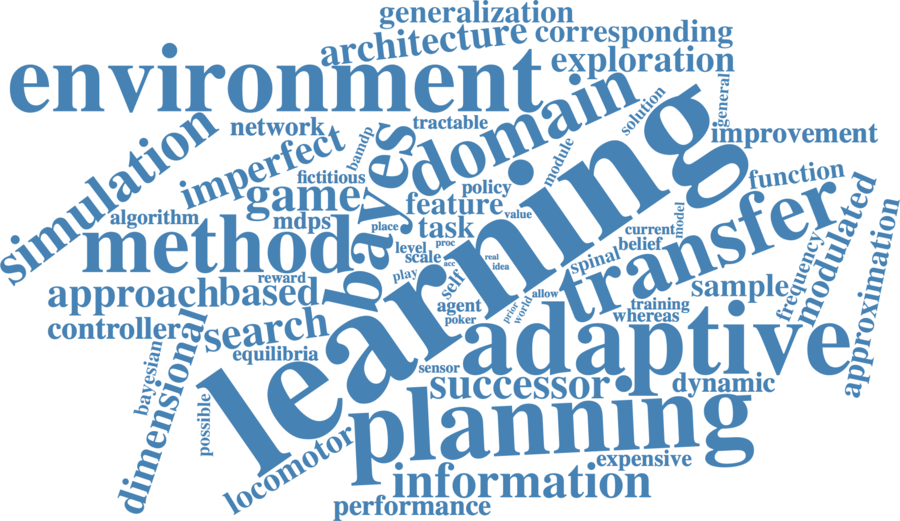 generalization
architecture
corresponding
environment
exploration
domain
solution
general
learning
simulation
network
imperfect
bamdp
bayes
tractable
improvement
module
fictitious
policy
function
game
feature
value
algorithm
mdps
place
task
transfer
modulated
method
level
proc
current
model
belief
scale
acc
real
idea
spinal
approximation
reward
play
self
frequency
approach
based
sample
agent
prior
world
allow
training
whereas
controller
search
poker
adaptive
equilibria
bayesian
dimensional
sensor
successor
dynamic
possible
planning
locomotor
expensive
information
performance